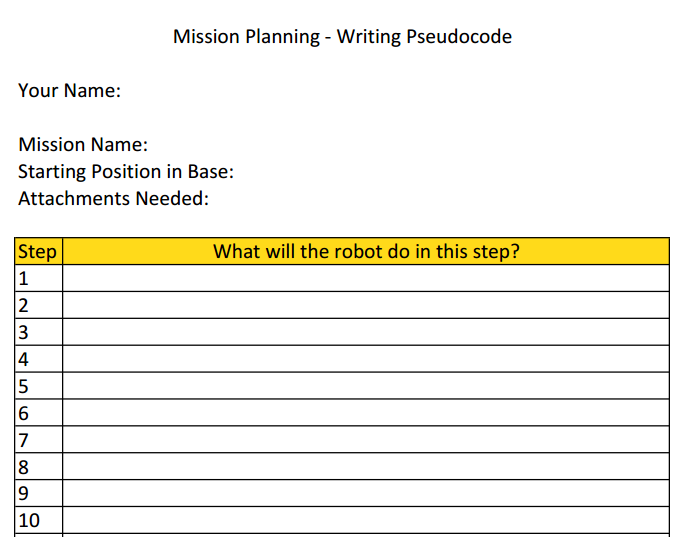 Mission Planning - Writing Pseudocode
Your Name:
Mission Name:
Starting Position in Base:
Attachments Needed:
Step What will the robot do in this step?
1
2
3
4
5
6
7
8
9
10